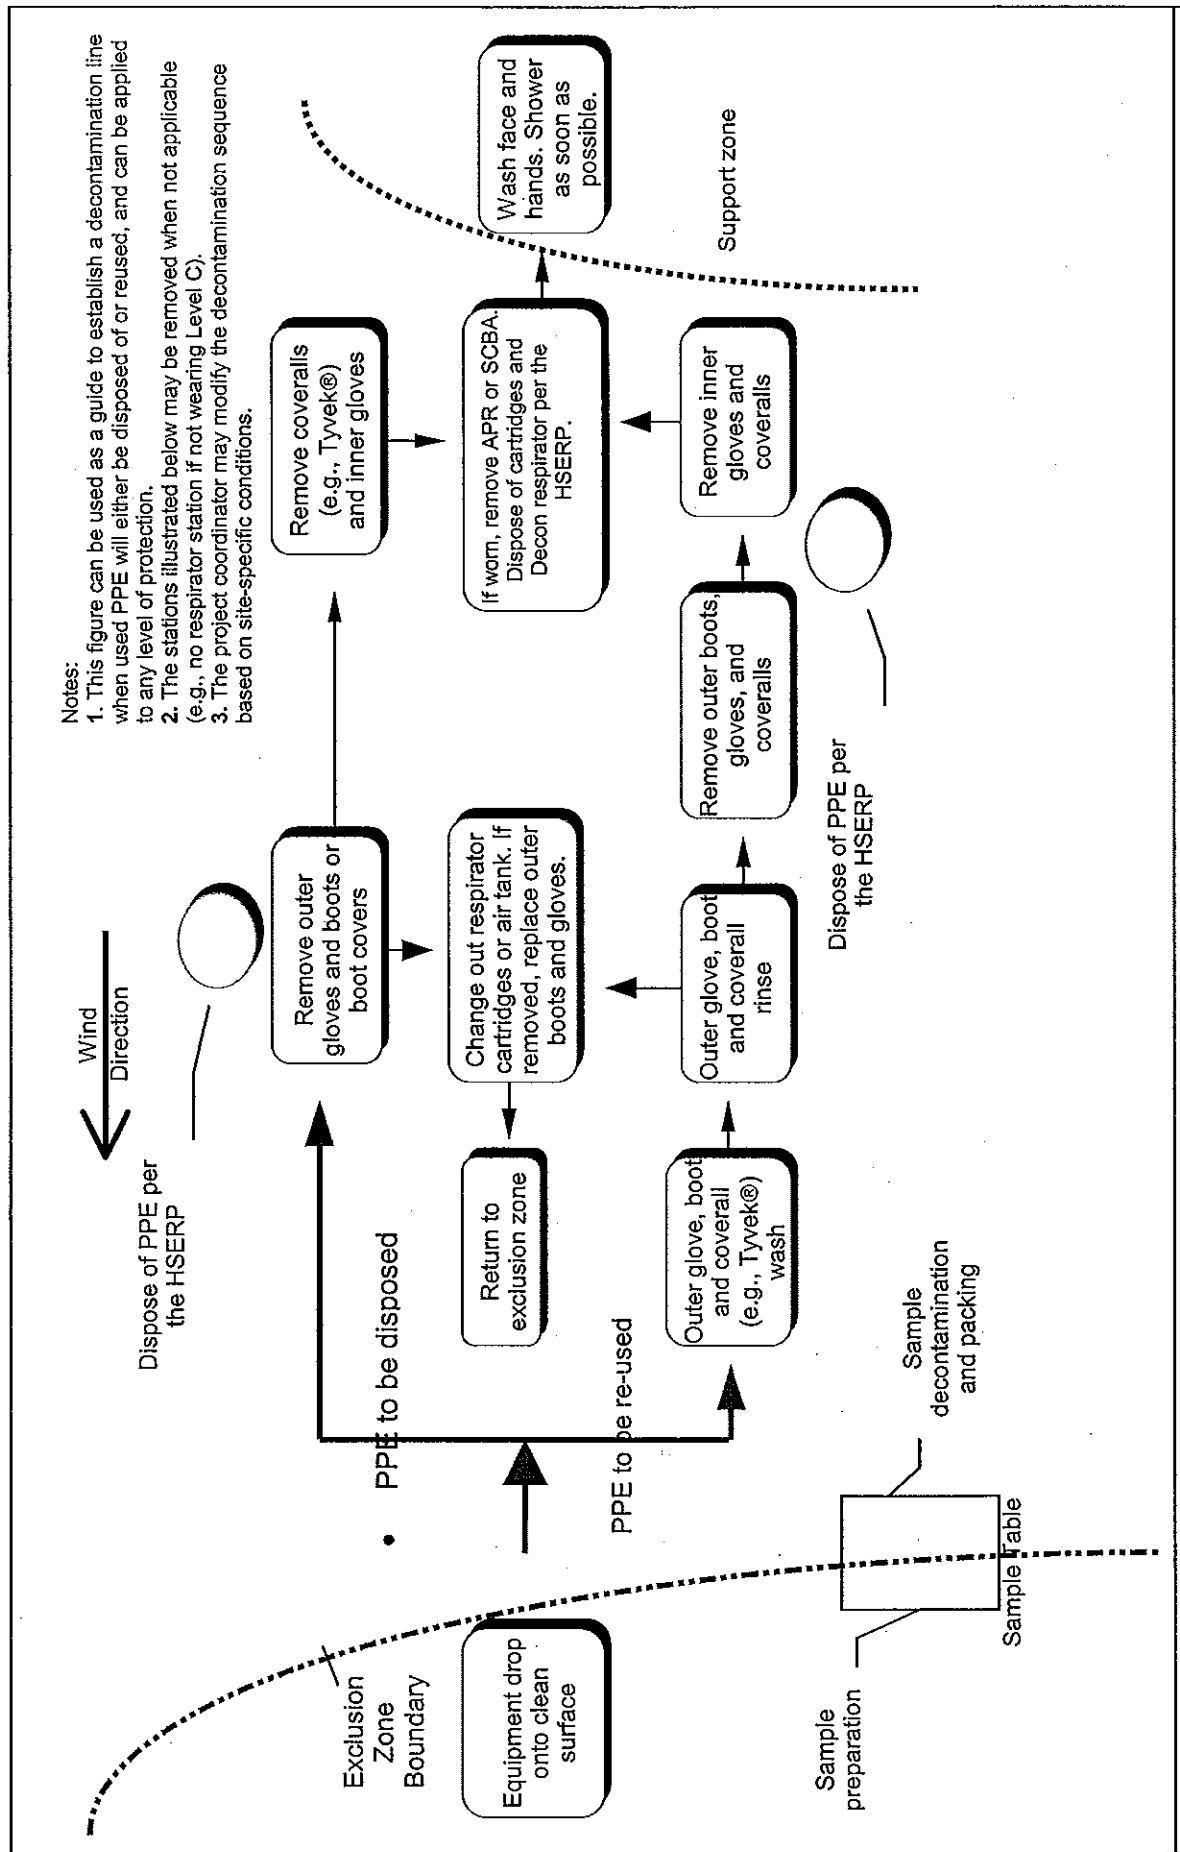 Notes:
1. This figure can be used as a guide to establish a decontamination line
when used PPE will either be disposed of or reused, and can be applied
to any level of protection.
2. The stations illustrated below may be removed when not applicable
(e.g., no respirator station if not wearing Level C).
3. The project coordinator may modify the decontamination sequence
based on site-specific conditions.
Wind
Direction
Dispose of PPE per
the HSERP
Exclusion
Zone
Boundary
Equipment drop
onto clean
surface
PPE to be disposed
PPE to be re-used
Remove outer
gloves and boots or
boot covers
Remove coveralls
(e.g., Tyvek®)
and inner gloves
Return to
exclusion zone
Change out respirator
cartridges or air tank. If
removed, replace outer
boots and gloves.
If worn, remove APR or SCBA.
Dispose of cartridges and
Decon respirator per the
HSERP.
Wash face and
hands. Shower
as soon as
possible.
Outer glove, boot
and coverall
(e.g., Tyvek®)
wash
Outer glove, boot
and coverall
rinse
Remove outer boots,
gloves, and
coveralls
Remove inner
gloves and
coveralls
Support zone
Dispose of PPE per
the HSERP
Sample
preparation
Sample
decontamination
and packing
Sample Table